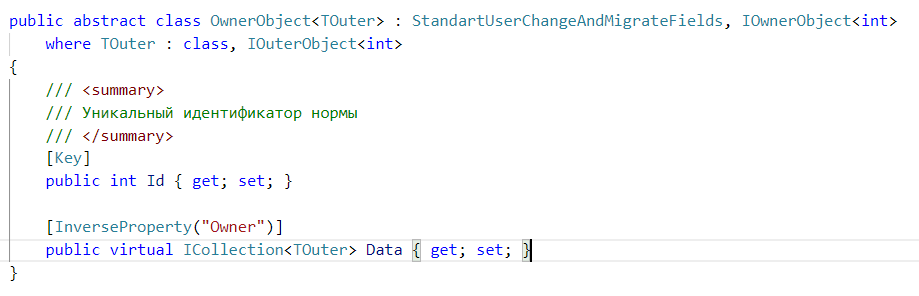 public abstract class OwnerObject<TOuter> : StandartUserChangeAndMigrateFields, IOwnerObject<int>
    where TOuter : class, IOuterObject<int>
{
    /// <summary>
    /// Уникальный идентификатор нормы
    /// </summary>
    [Key]
    public int Id { get; set; }

    [InverseProperty("Owner")]
    public virtual ICollection<TOuter> Data { get; set; }
}